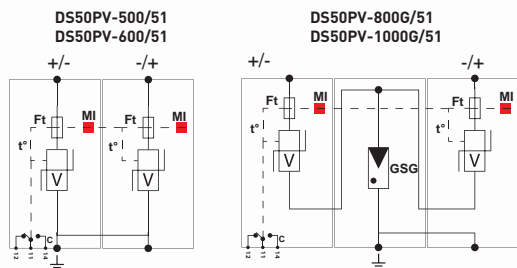 DS50PV-500/51
DS50PV-600/51
DS50PV-800G/51
DS50PV-1000G/51
+/-
-/+
+/-
-/+
Ft
MI
Ft
MI
Ft
MI
Ft
MI
t°
t°
t°
t°
V
V
V
GSG
V
C
C
12
11
14
12
11
14